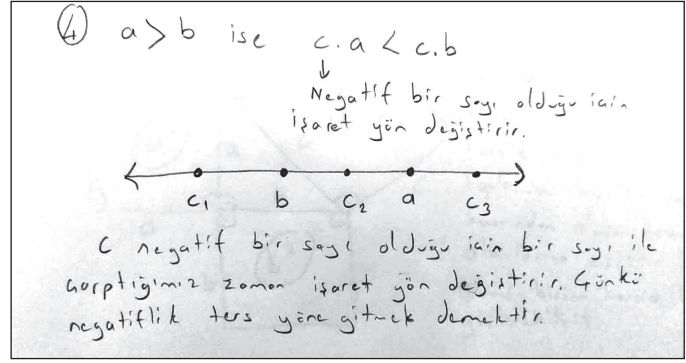 ④ a > b ise c.a < c.b
↓
Negatif bir sayı olduğu için
işaret yön değiştirir.
c₁ b c₂ a c₃
C negatif bir sayı olduğu için bir sayı ile
çarptığımız zaman işaret yön değiştirir. Çünkü
negatiflik ters yöne gitmek demektir.